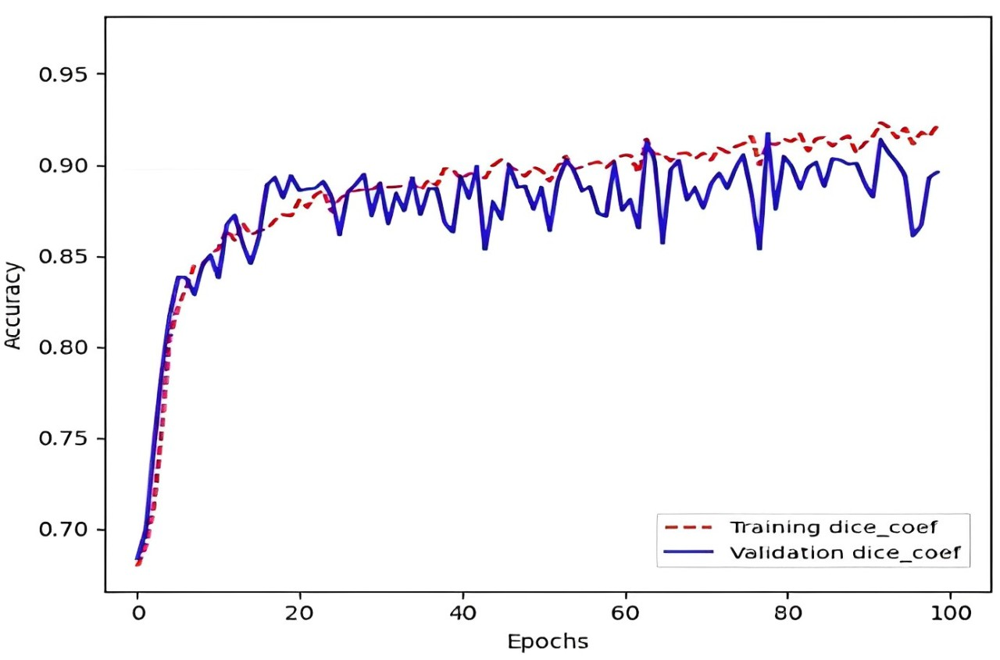 0.95
0.90
0.85
0.80
0.75
0.70
Accuracy
0 20 40 60 80 100
Epochs
Training dice_coef
Validation dice_coef